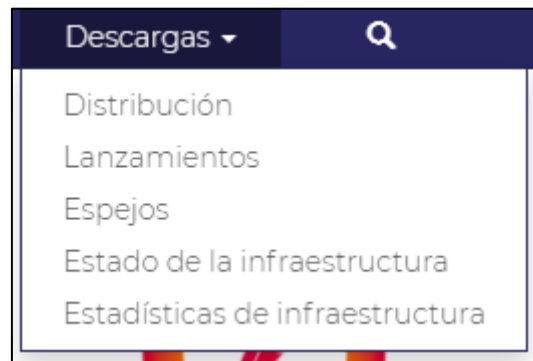 Descargas
Distribución
Lanzamientos
Espejos
Estado de la infraestructura
Estadísticas de infraestructura